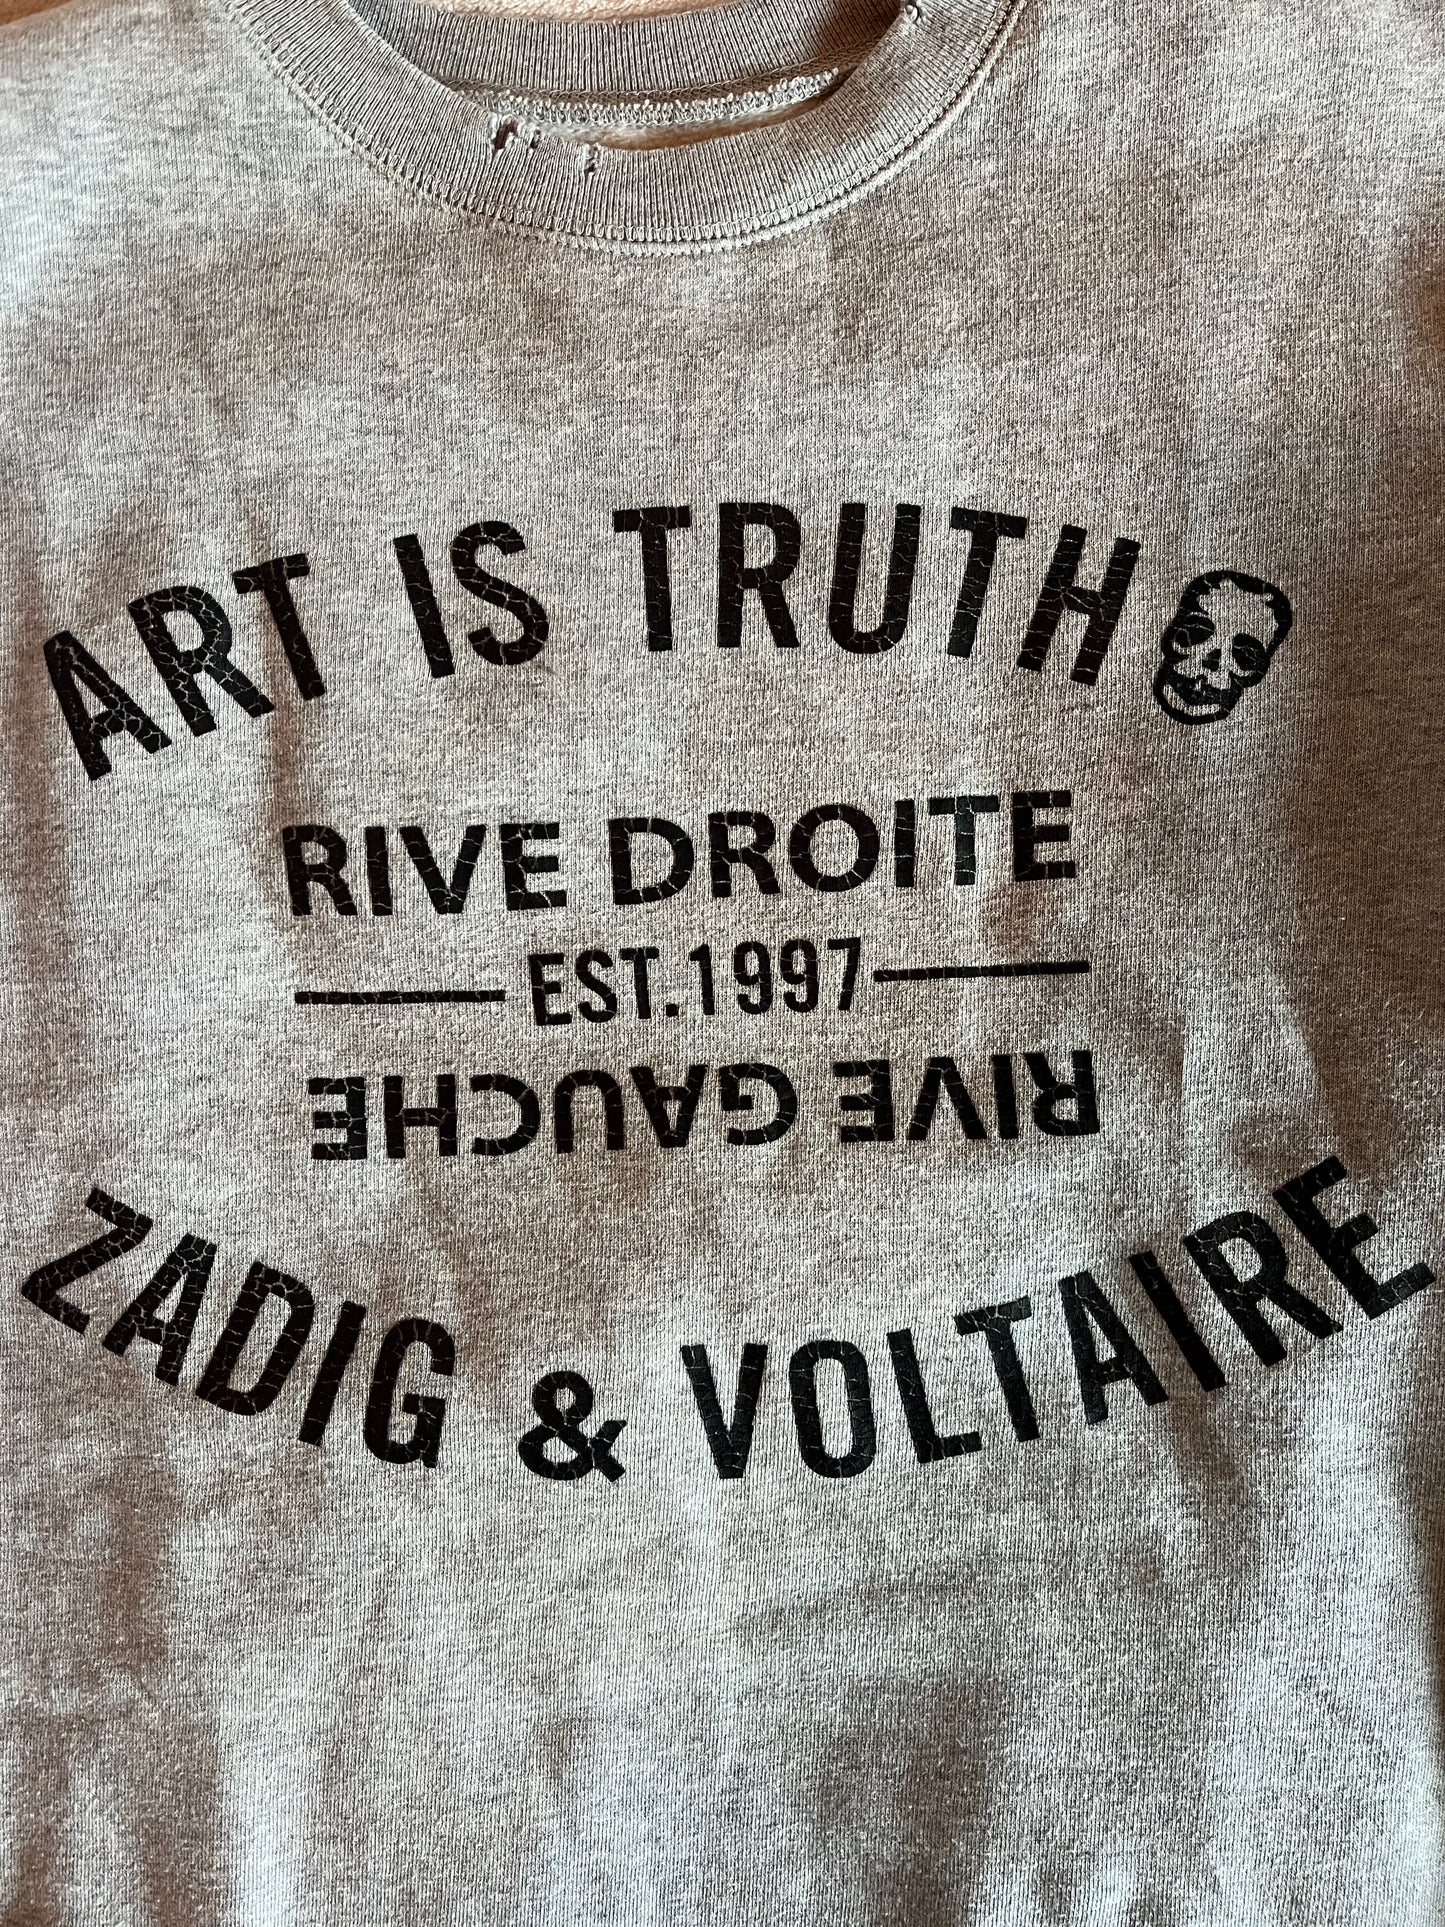 ART IS TRUTH
RIVE DROITE
EST.1997
RIVE GAUCHE
ZADIG & VOLTAIRE